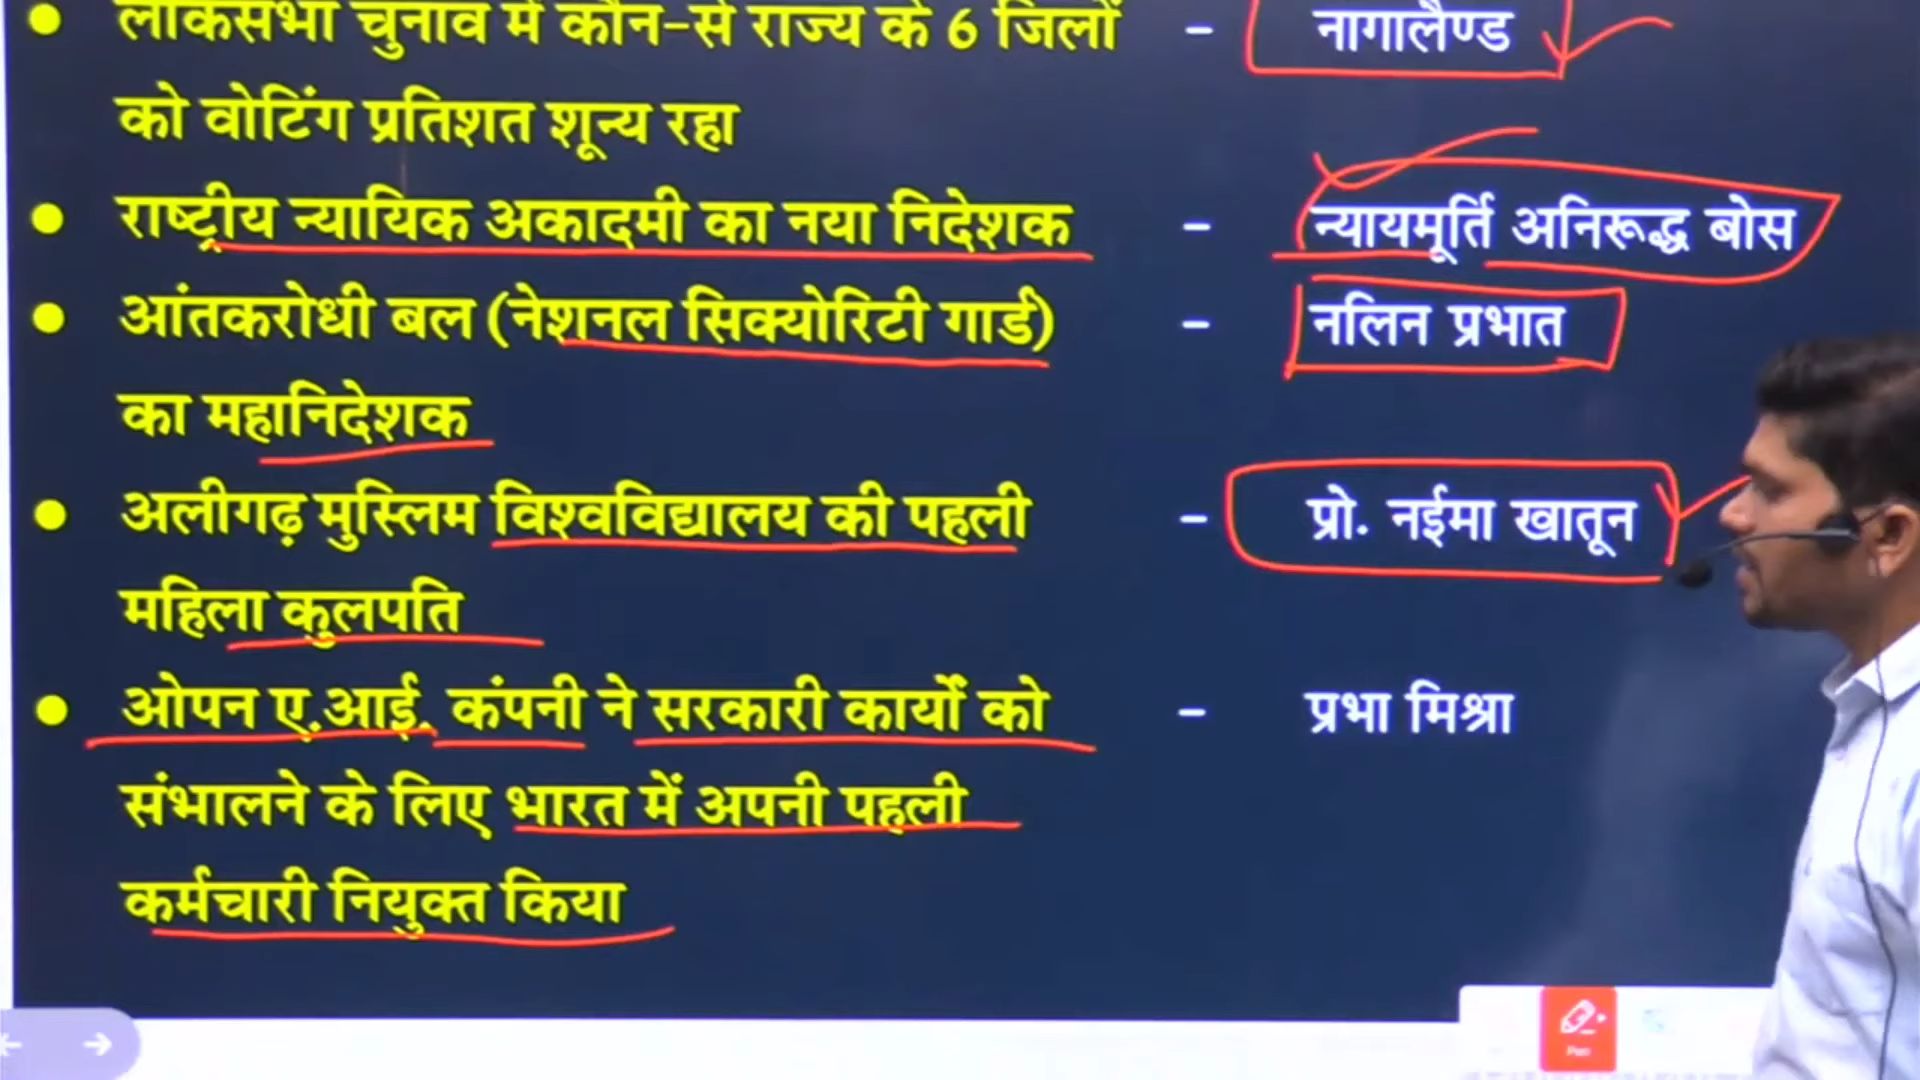 लोकसभा चुनाव में कौन-से राज्य के 6 जिलों - नागालैण्ड
को वोटिंग प्रतिशत शून्य रहा
राष्ट्रीय न्यायिक अकादमी का नया निदेशक - न्यायमूर्ति अनिरूद्ध बोस
आंतकरोधी बल (नेशनल सिक्योरिटी गार्ड) - नलिन प्रभात
का महानिदेशक
अलीगढ़ मुस्लिम विश्वविद्यालय की पहली - प्रो. नईमा खातून
महिला कुलपति
ओपन ए.आई. कंपनी ने सरकारी कार्यों को - प्रभा मिश्रा
संभालने के लिए भारत में अपनी पहली
कर्मचारी नियुक्त किया
Pen